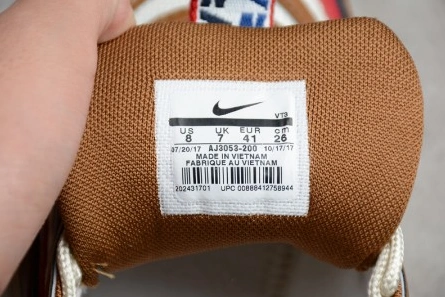 VT3
US UK EUR cm
8 7 41 26
07/20/17 AJ3053-200 10/17/17
MADE IN VIETNAM
FABRIQUE AU VIETNAM
202431701 UPC 00888412758944